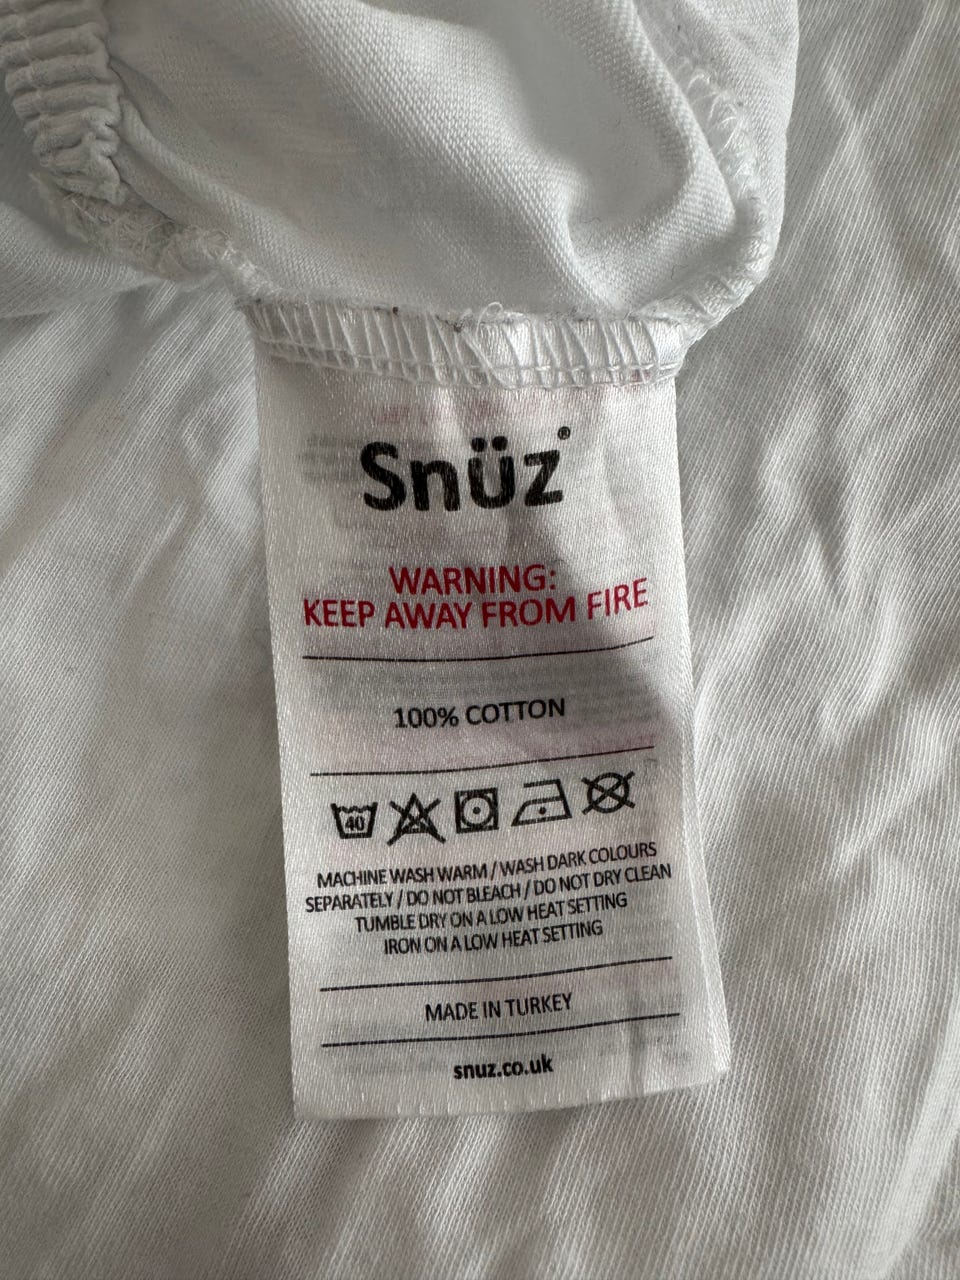 Snüz®
WARNING:
KEEP AWAY FROM FIRE
100% COTTON
40
MACHINE WASH WARM / WASH DARK COLOURS
SEPARATELY / DO NOT BLEACH / DO NOT DRY CLEAN
TUMBLE DRY ON A LOW HEAT SETTING
IRON ON A LOW HEAT SETTING
MADE IN TURKEY
snuz.co.uk